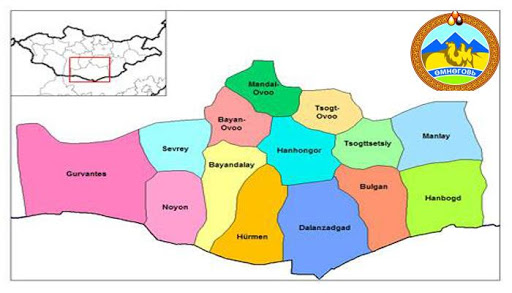 ӨМНӨГОВЬ
Mandal-
Ovoo
Tsogt-
Ovoo
Bayan-
Ovoo
Sevrey
Hanhongor
Tsogttsetsiy
Manlay
Gurvantes
Bayandalay
Noyon
Bulgan
Hanbogd
Hürmen
Dalanzadgad